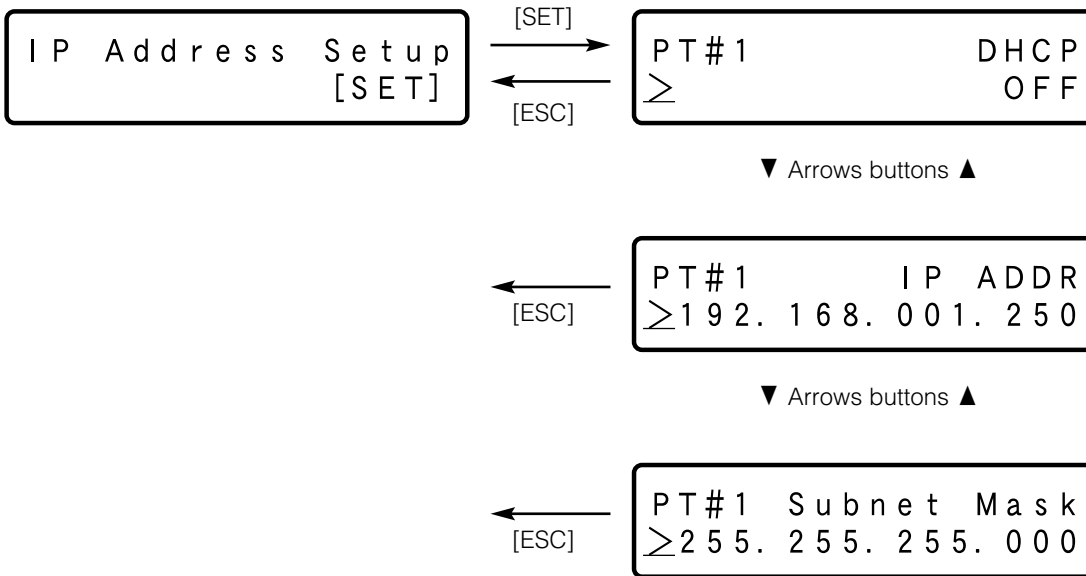 [SET]
IP Address Setup
[SET]
PT#1 DHCP
> OFF
[ESC]
▼ Arrows buttons ▲
PT#1 IP ADDR
>192.168.001.250
[ESC]
▼ Arrows buttons ▲
PT#1 Subnet Mask
>255.255.255.000
[ESC]